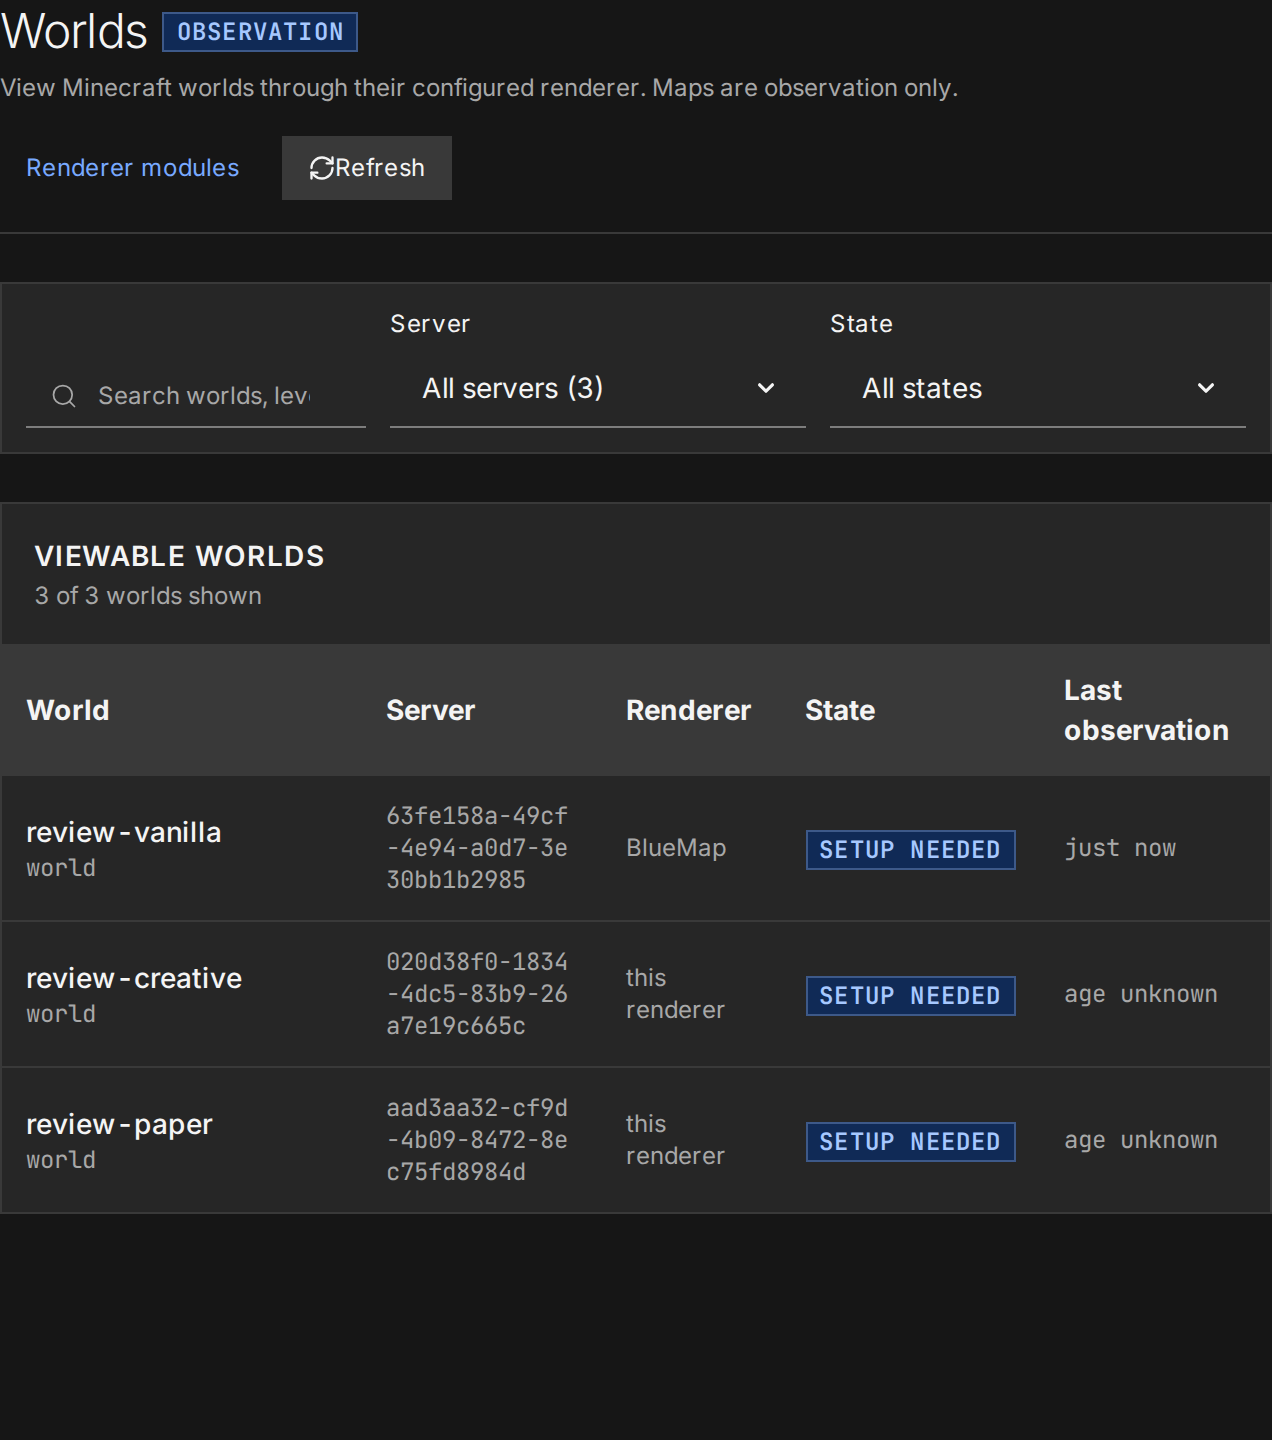 Worlds OBSERVATION
View Minecraft worlds through their configured renderer. Maps are observation only.
Renderer modules Refresh
Server State
Search worlds, lev All servers (3) All states
VIEWABLE WORLDS
3 of 3 worlds shown
World Server Renderer State Last observation
review-vanilla
world
63fe158a-49cf
-4e94-a0d7-3e
30bb1b2985
BlueMap
SETUP NEEDED
just now
review-creative
world
020d38f0-1834
-4dc5-83b9-26
a7e19c665c
this
renderer
SETUP NEEDED
age unknown
review-paper
world
aad3aa32-cf9d
-4b09-8472-8e
c75fd8984d
this
renderer
SETUP NEEDED
age unknown